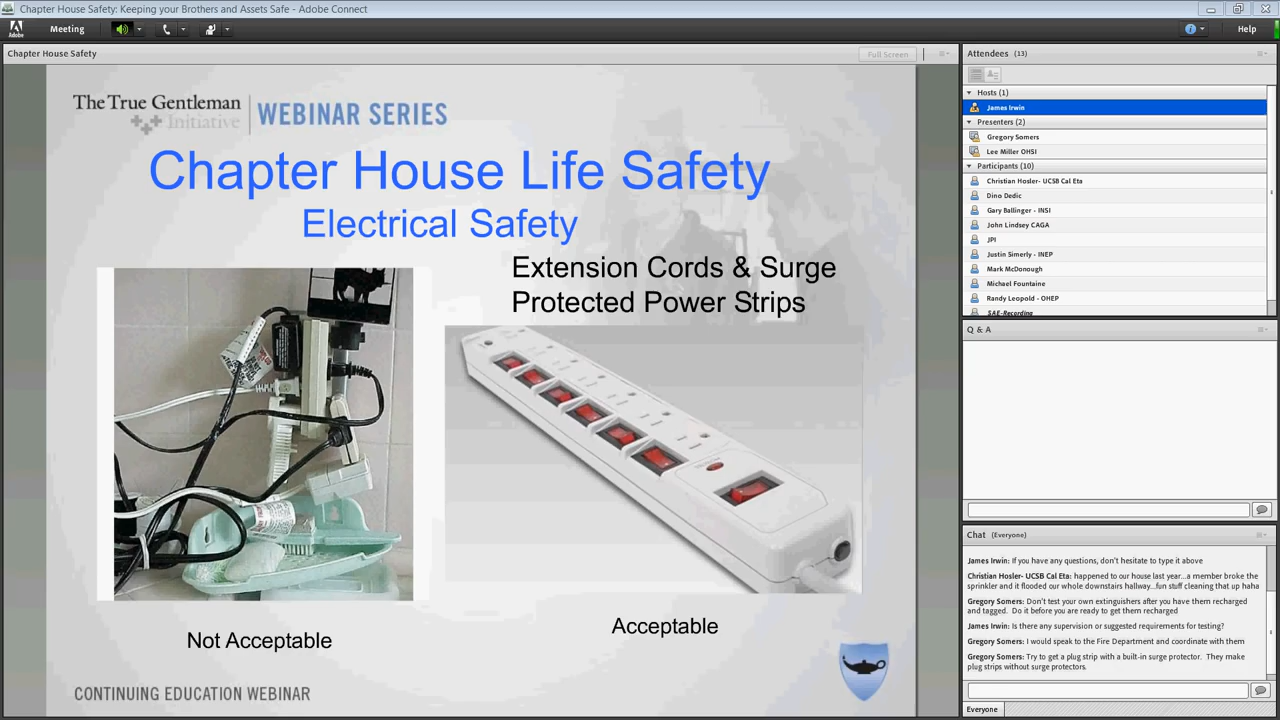 Chapter House Safety: Keeping your Brothers and Assets Safe - Adobe Connect
Adobe
Meeting
Help
Chapter House Safety
Full Screen
The True Gentleman
Initiative
WEBINAR SERIES
Chapter House Life Safety
Electrical Safety
Extension Cords & Surge
Protected Power Strips
Not Acceptable
Acceptable
CONTINUING EDUCATION WEBINAR
Attendees (13)
Hosts (1)
James Irwin
Presenters (2)
Gregory Somers
Lee Miller OHSI
Participants (10)
Christian Hosler- UCSB Cal Eta
Dino Dedic
Gary Ballinger - INSI
John Lindsey CAGA
JPI
Justin Simerly - INEP
Mark McDonough
Michael Fountaine
Randy Leopold - OHEP
SAE-Recording
Q & A
Chat (Everyone)
James Irwin: If you have any questions, don't hesitate to type it above
Christian Hosler- UCSB Cal Eta: happened to our house last year...a member broke the
sprinkler and it flooded our whole downstairs hallway...fun stuff cleaning that up haha
Gregory Somers: Don't test your own extinguishers after you have them recharged
and tagged. Do it before you are ready to get them recharged
James Irwin: Is there any supervision or suggested requirements for testing?
Gregory Somers: I would speak to the Fire Department and coordinate with them
Gregory Somers: Try to get a plug strip with a built-in surge protector. They make
plug strips without surge protectors.
Everyone